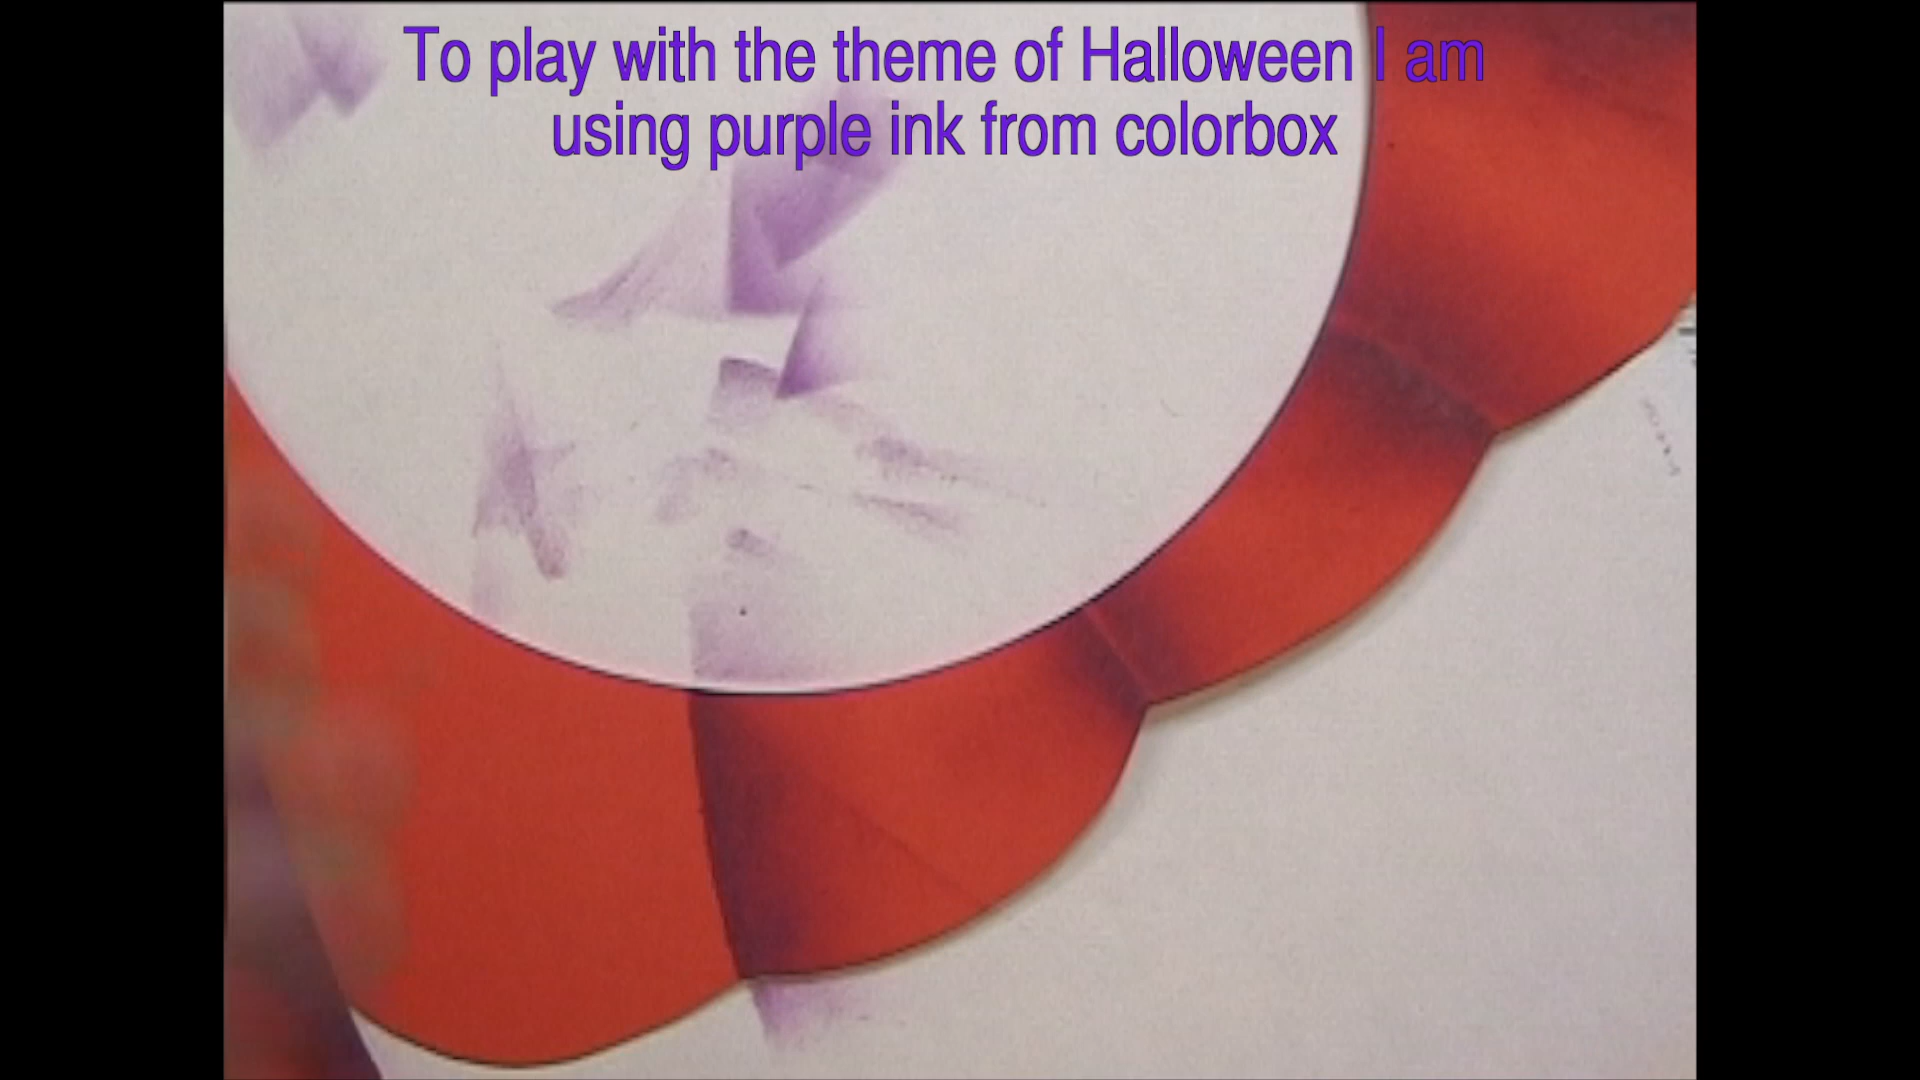 To play with the theme of Halloween I am
using purple ink from colorbox